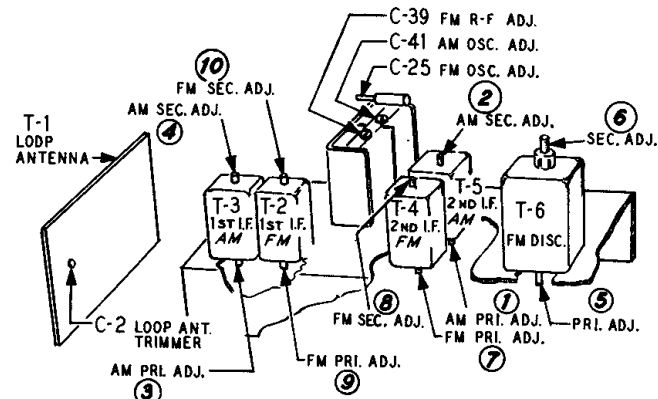 C-39 FM R-F ADJ.
C-41 AM OSC. ADJ.
C-25 FM OSC. ADJ.
10
FM SEC. ADJ.
AM SEC. ADJ.
4
2
AM SEC. ADJ.
6
SEC. ADJ.
T-1
LOOP
ANTENNA
T-3
1ST I.F.
AM
T-2
1ST I.F.
FM
T-4
2ND I.F.
FM
T-5
2ND I.F.
AM
T-6
FM DISC.
C-2 LOOP ANT.
TRIMMER
8
FM SEC. ADJ.
1
AM PRI. ADJ.
FM PRI. ADJ.
7
5
PRI. ADJ.
AM PRI. ADJ.
3
FM PRI. ADJ.
9